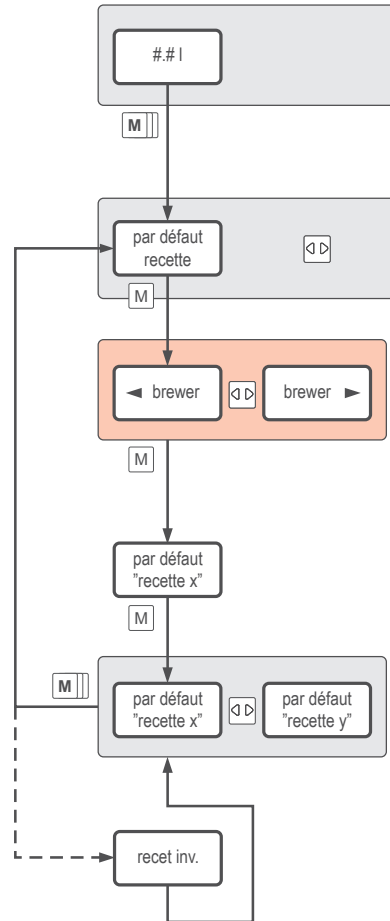 #.# l
M
par défaut
recette
M
◄ brewer
brewer ►
M
par défaut
”recette x”
M
M
par défaut
”recette x”
par défaut
”recette y”
recet inv.